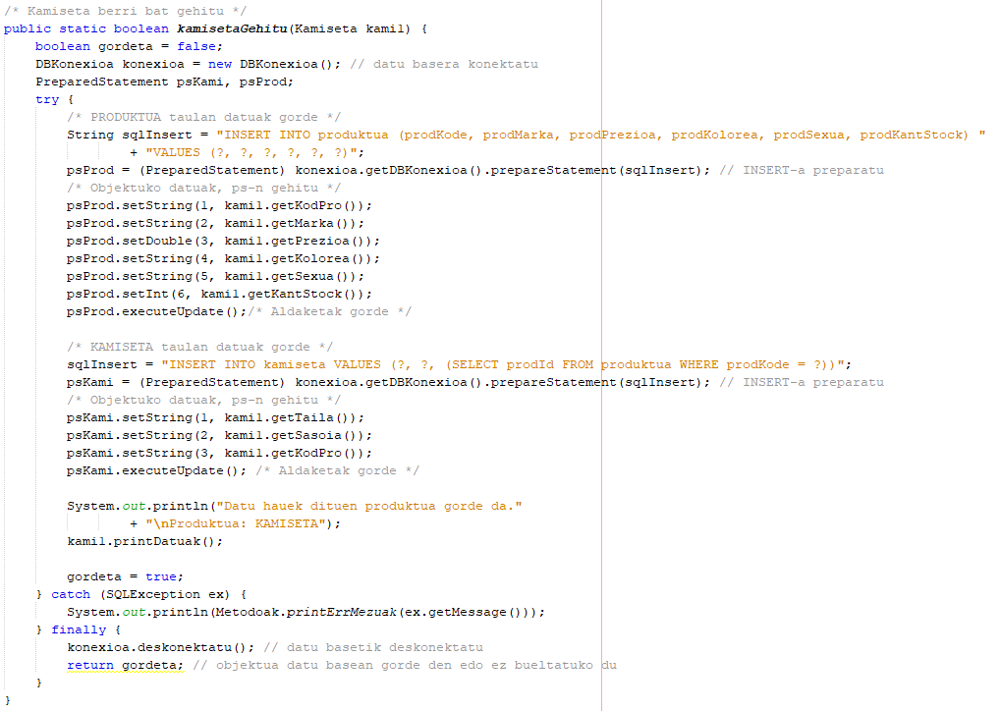 /* Kamiseta berri bat gehitu */
public static boolean kamisetaGehitu(Kamiseta kamil) {
    boolean gordeta = false;
    DBKonexioa konexioa = new DBKonexioa(); // datu basera konektatu
    PreparedStatement psKami, psProd;
    try {
        /* PRODUKTUA taulan datuak gorde */
        String sqlInsert = "INSERT INTO produktua (prodKode, prodMarka, prodPrezioa, prodKolorea, prodSexua, prodKantStock) "
                + "VALUES (?, ?, ?, ?, ?, ?)";
        psProd = (PreparedStatement) konexioa.getDBKonexioa().prepareStatement(sqlInsert); // INSERT-a preparatu
        /* Objektuko datuak, ps-n gehitu */
        psProd.setString(1, kamil.getKodPro());
        psProd.setString(2, kamil.getMarka());
        psProd.setDouble(3, kamil.getPrezioa());
        psProd.setString(4, kamil.getKolorea());
        psProd.setString(5, kamil.getSexua());
        psProd.setInt(6, kamil.getKantStock());
        psProd.executeUpdate();/* Aldaketak gorde */

        /* KAMISETA taulan datuak gorde */
        sqlInsert = "INSERT INTO kamiseta VALUES (?, ?, (SELECT prodId FROM produktua WHERE prodKode = ?))";
        psKami = (PreparedStatement) konexioa.getDBKonexioa().prepareStatement(sqlInsert); // INSERT-a preparatu
        /* Objektuko datuak, ps-n gehitu */
        psKami.setString(1, kamil.getTaila());
        psKami.setString(2, kamil.getSasoia());
        psKami.setString(3, kamil.getKodPro());
        psKami.executeUpdate(); /* Aldaketak gorde */

        System.out.println("Datu hauek dituen produktua gorde da."
                + "\nProduktua: KAMISETA");
        kamil.printDatuak();

        gordeta = true;
    } catch (SQLException ex) {
        System.out.println(Metodoak.printErrMezuak(ex.getMessage()));
    } finally {
        konexioa.deskonektatu(); // datu basetik deskonektatu
        return gordeta; // objektua datu basean gorde den edo ez bueltatuko du
    }
}